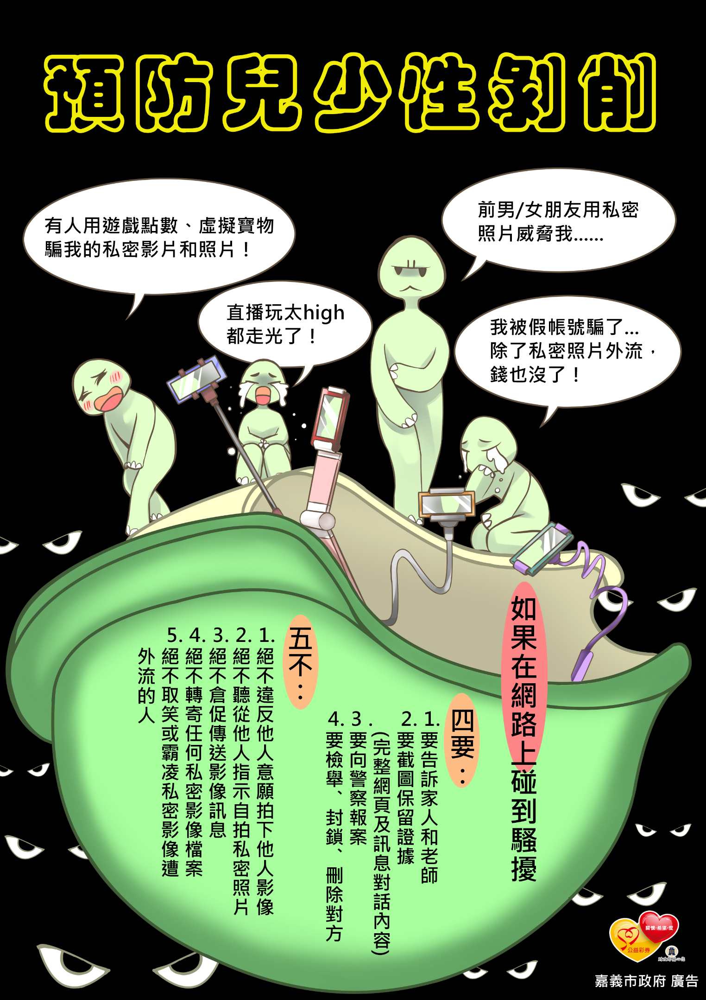 預防兒少性剝削
有人用遊戲點數、虛擬寶物
騙我的私密影片和照片！
直播玩太high
都走光了！
前男/女朋友用私密
照片威脅我......
我被假帳號騙了...
除了私密照片外流，
錢也沒了！
如果在網路上碰到騷擾
四要：
1.要告訴家人和老師
2.要截圖保留證據
(完整網頁及訊息對話內容)
3.要向警察報案
4.要檢舉、封鎖、刪除對方
五不：
1.絕不違反他人意願拍下他人影像
2.絕不聽從他人指示自拍私密照片
3.絕不倉促傳送影像訊息
4.絕不轉寄任何私密影像檔案
5.絕不取笑或霸凌私密影像遭
外流的人
關懷·希望·愛
公益彩券
財政部關心您
嘉義市政府 廣告